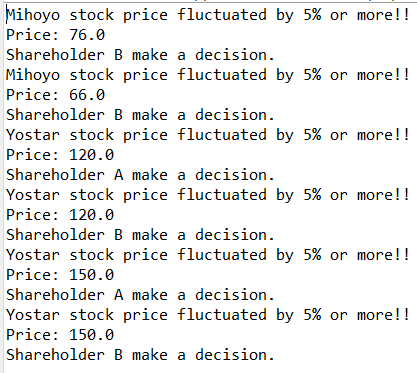 Mihoyo stock price fluctuated by 5% or more!!
Price: 76.0
Shareholder B make a decision.
Mihoyo stock price fluctuated by 5% or more!!
Price: 66.0
Shareholder B make a decision.
Yostar stock price fluctuated by 5% or more!!
Price: 120.0
Shareholder A make a decision.
Yostar stock price fluctuated by 5% or more!!
Price: 120.0
Shareholder B make a decision.
Yostar stock price fluctuated by 5% or more!!
Price: 150.0
Shareholder A make a decision.
Yostar stock price fluctuated by 5% or more!!
Price: 150.0
Shareholder B make a decision.